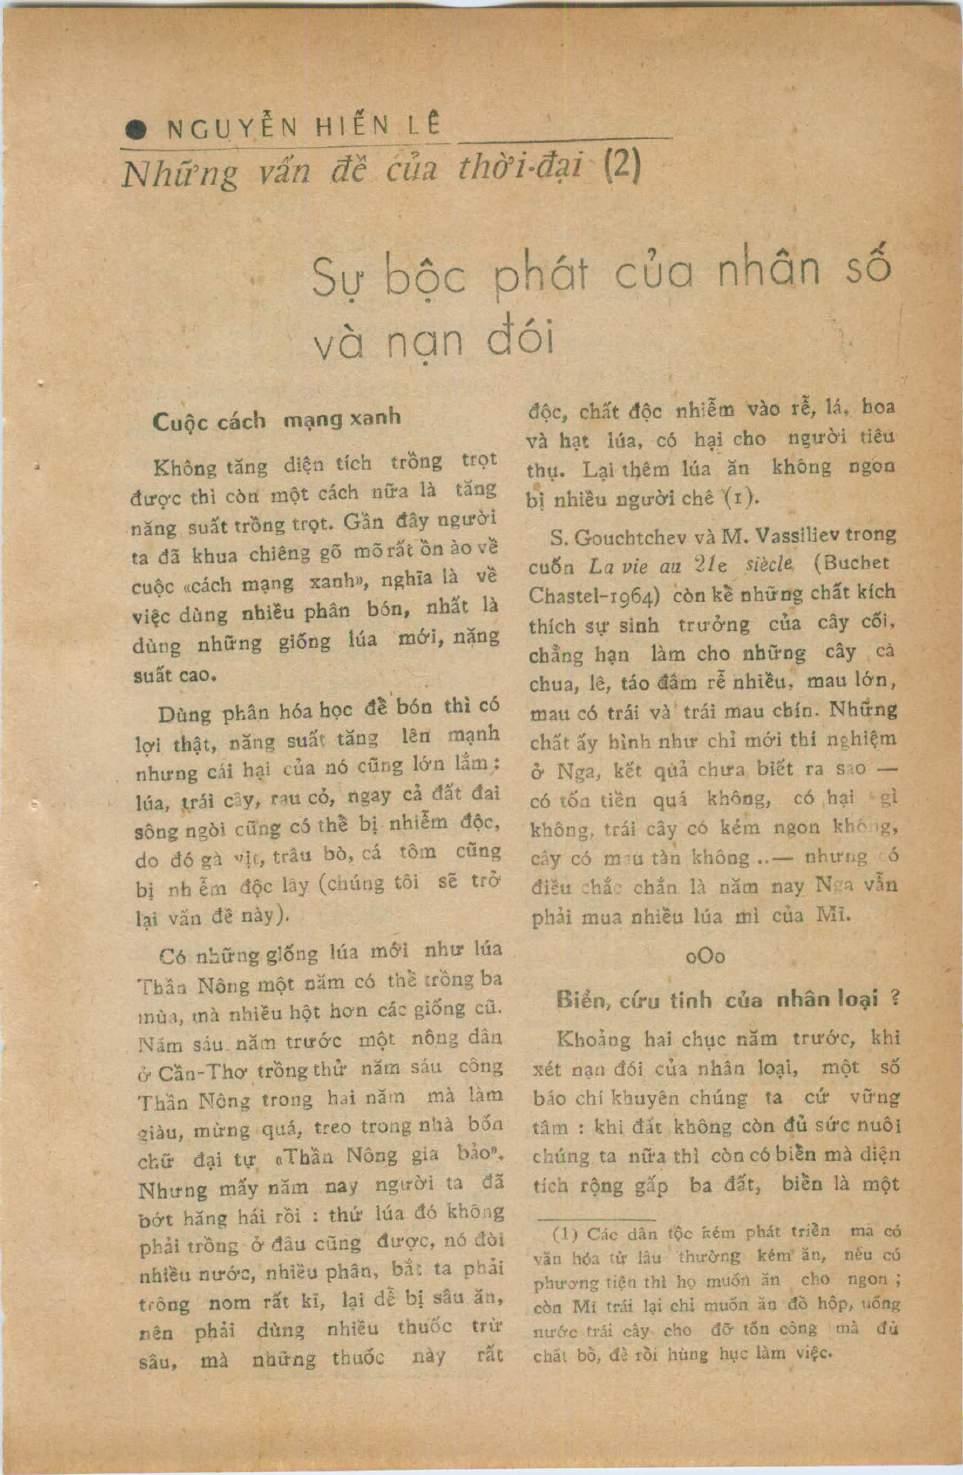 ● NGUYỄN HIẾN LÊ
Những vấn đề của thời-đại (2)
Sự bộc phát của nhân số
và nạn đói
Cuộc cách mạng xanh
Không tăng diện tích trồng trọt
được thì còn một cách nữa là tăng
năng suất trồng trọt. Gần đây người
ta đã khua chiêng gõ mõ rất ồn ào về
cuộc «cách mạng xanh», nghĩa là về
việc dùng nhiều phân bón, nhất là
dùng những giống lúa mới, năng
suất cao.
Dùng phân hóa học để bón thì có
lợi thật, năng suất tăng lên mạnh
nhưng cái hại của nó cũng lớn lắm :
lúa, trái cây, rau cỏ, ngay cả đất đai
sông ngòi cũng có thể bị nhiễm độc,
do đó gà vịt, trâu bò, cá tôm cũng
bị nhiễm độc lây (chúng tôi sẽ trở
lại vấn đề này).
Có những giống lúa mới như lúa
Thần Nông một năm có thể trồng ba
mùa, mà nhiều hột hơn các giống cũ.
Năm sáu năm trước một nông dân
ở Cần-Thơ trồng thử năm sáu công
Thần Nông trong hai năm mà làm
giàu, mừng quá, treo trong nhà bốn
chữ đại tự «Thần Nông gia bảo».
Nhưng mấy năm nay người ta đã
bớt hăng hái rồi : thứ lúa đó không
phải trồng ở đâu cũng được, nó đòi
nhiều nước, nhiều phân, bắt ta phải
trông nom rất kĩ, lại dễ bị sâu ăn,
nên phải dùng nhiều thuốc trừ
sâu, mà những thuốc này rất
độc, chất độc nhiễm vào rễ, lá, hoa
và hạt lúa, có hại cho người tiêu
thụ. Lại thêm lúa ăn không ngon
bị nhiều người chê (1).
S. Gouchtchev và M. Vassiliev trong
cuốn La vie au 21e siècle (Buchet
Chastel-1964) còn kể những chất kích
thích sự sinh trưởng của cây cối,
chẳng hạn làm cho những cây cà
chua, lê, táo đâm rễ nhiều, mau lớn,
mau có trái và trái mau chín. Những
chất ấy hình như chỉ mới thí nghiệm
ở Nga, kết quả chưa biết ra sao —
có tốn tiền quá không, có hại gì
không, trái cây có kém ngon không,
cây có mau tàn không ..— nhưng có
điều chắc chắn là năm nay Nga vẫn
phải mua nhiều lúa mì của Mĩ.
oOo
Biển, cứu tinh của nhân loại ?
Khoảng hai chục năm trước, khi
xét nạn đói của nhân loại, một số
báo chí khuyên chúng ta cứ vững
tâm : khi đất không còn đủ sức nuôi
chúng ta nữa thì còn có biển mà diện
tích rộng gấp ba đất, biển là một
(1) Các dân tộc kém phát triển mà có
văn hóa từ lâu thường kém ăn, nếu có
phương tiện thì họ muốn ăn cho ngon ;
còn Mĩ trái lại chỉ muốn ăn đồ hộp, uống
nước trái cây cho đỡ tốn công mà đủ
chất bổ, để rồi hùng hục làm việc.